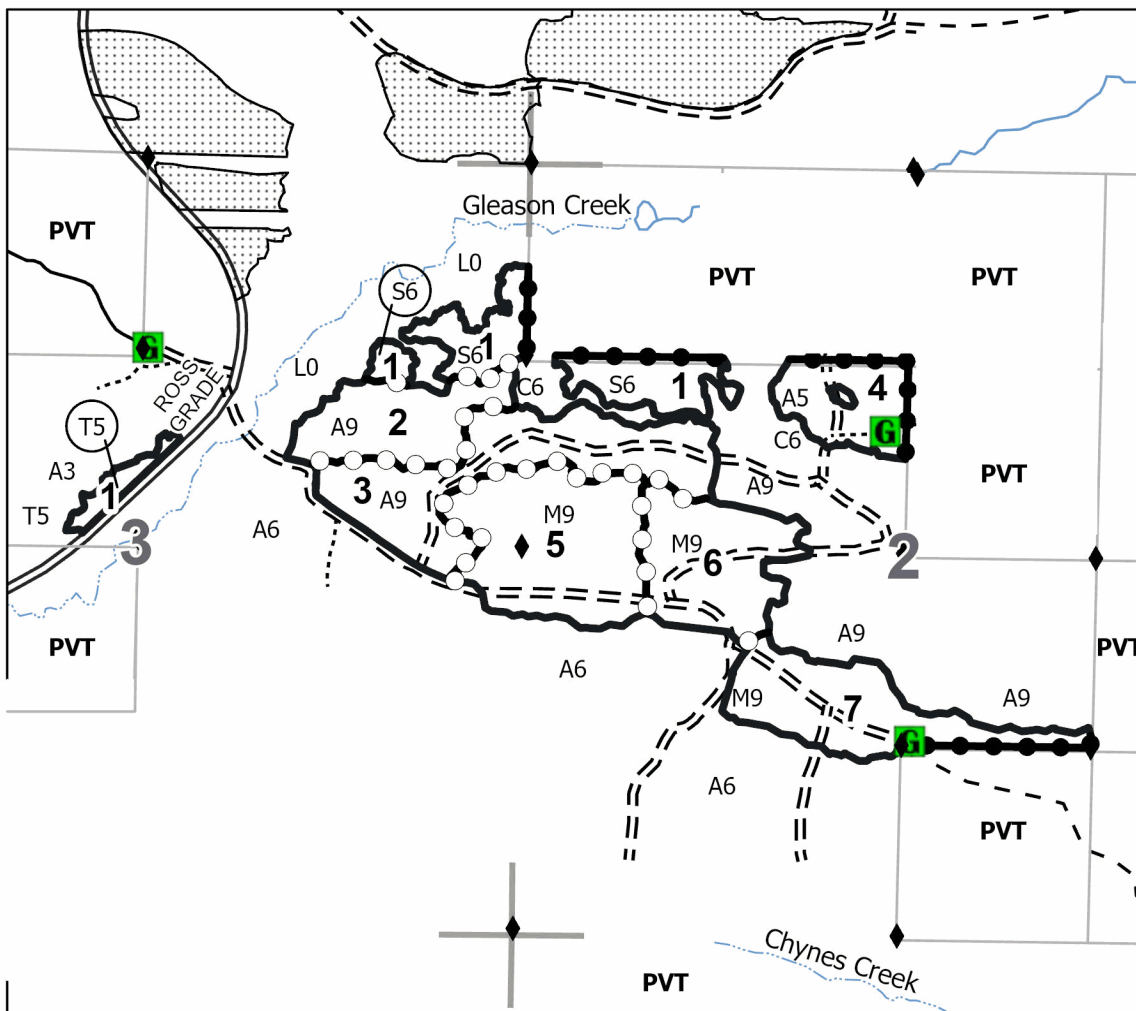 Gleason Creek
PVT
L0
PVT
PVT
S6
1
S6
1
G
ROSS
GRADE
L0
C6
S6
1
A5
4
T5
A9
2
C6
G
A3
1
3
A9
A9
PVT
T5
3
A6
M9
5
M9
6
2
PVT
A9
PVT
A6
M9
7
A9
G
A6
PVT
Chynes Creek
PVT